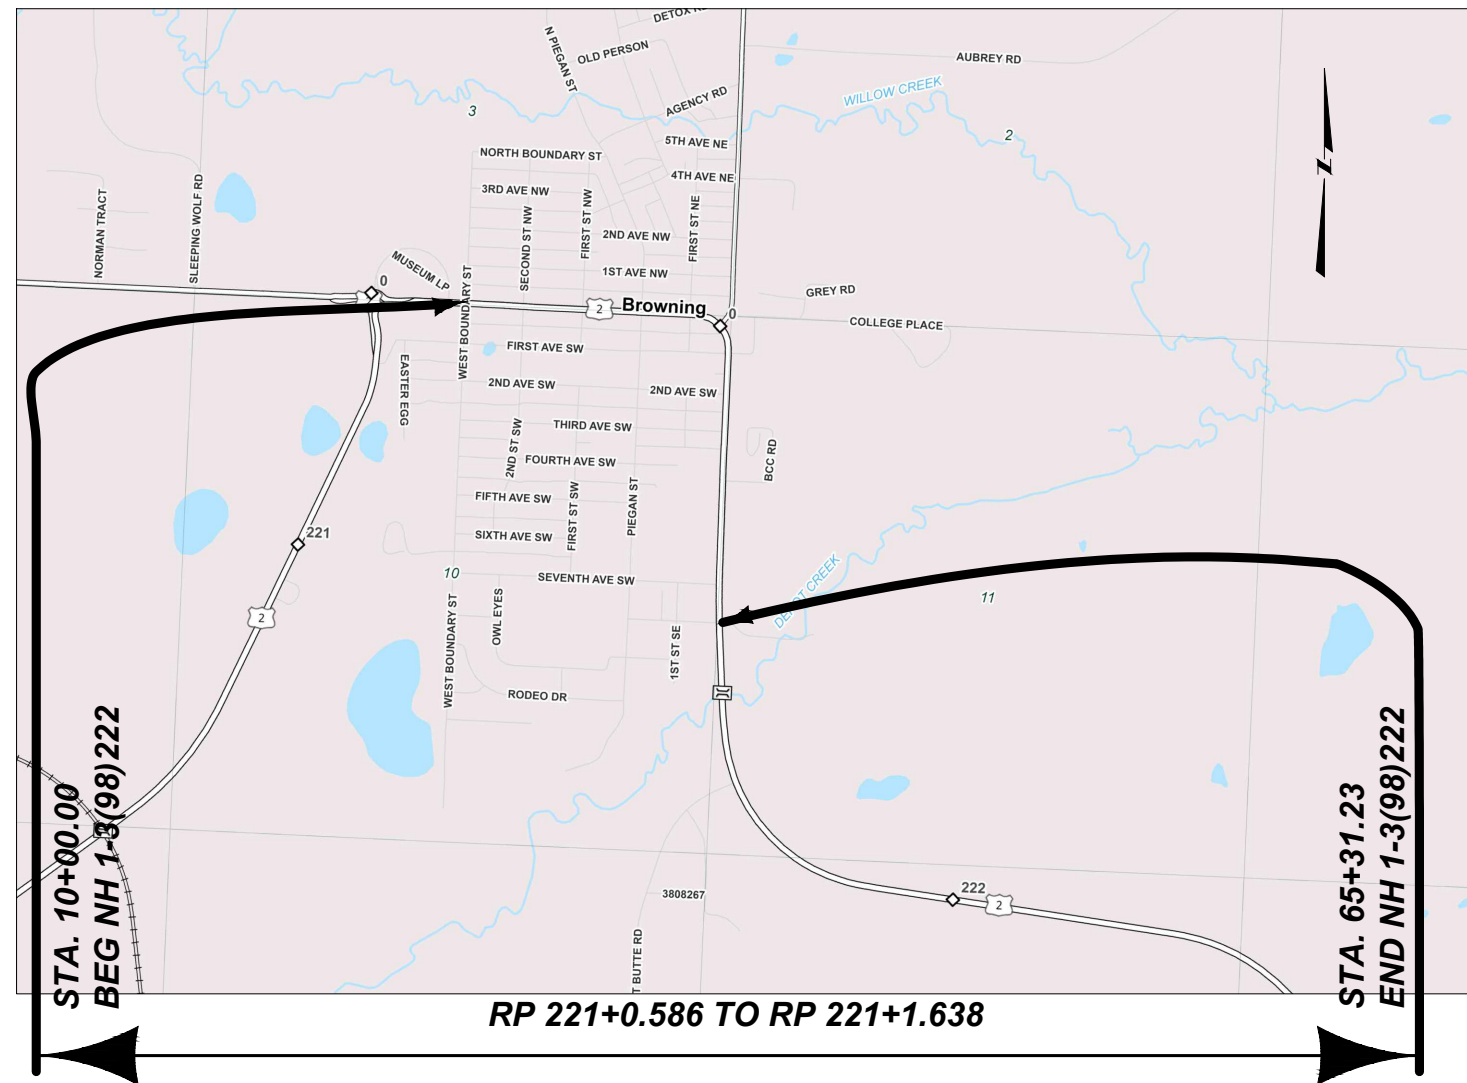 OLD PERSON
N PIEGAN ST
AUBREY RD
WILLOW CREEK
AGENCY RD
3
2
5TH AVE NE
NORTH BOUNDARY ST
4TH AVE NE
3RD AVE NW
NORMAN TRACT
SLEEPING WOLF RD
SECOND ST NW
FIRST ST NW
FIRST ST NE
2ND AVE NW
MUSEUM LP
1ST AVE NW
0
GREY RD
2
Browning
0
COLLEGE PLACE
WEST BOUNDARY ST
FIRST AVE SW
EASTER EGG
2ND AVE SW
2ND AVE SW
THIRD AVE SW
2ND ST SW
FOURTH AVE SW
BCC RD
FIFTH AVE SW
FIRST ST SW
PIEGAN ST
221
SIXTH AVE SW
10
SEVENTH AVE SW
DEPOT CREEK
11
2
OWL EYES
WEST BOUNDARY ST
1ST ST SE
RODEO DR
3808267
222
2
T BUTTE RD
STA. 10+00.00
BEG NH 1-3(98)222
STA. 65+31.23
END NH 1-3(98)222
RP 221+0.586 TO RP 221+1.638